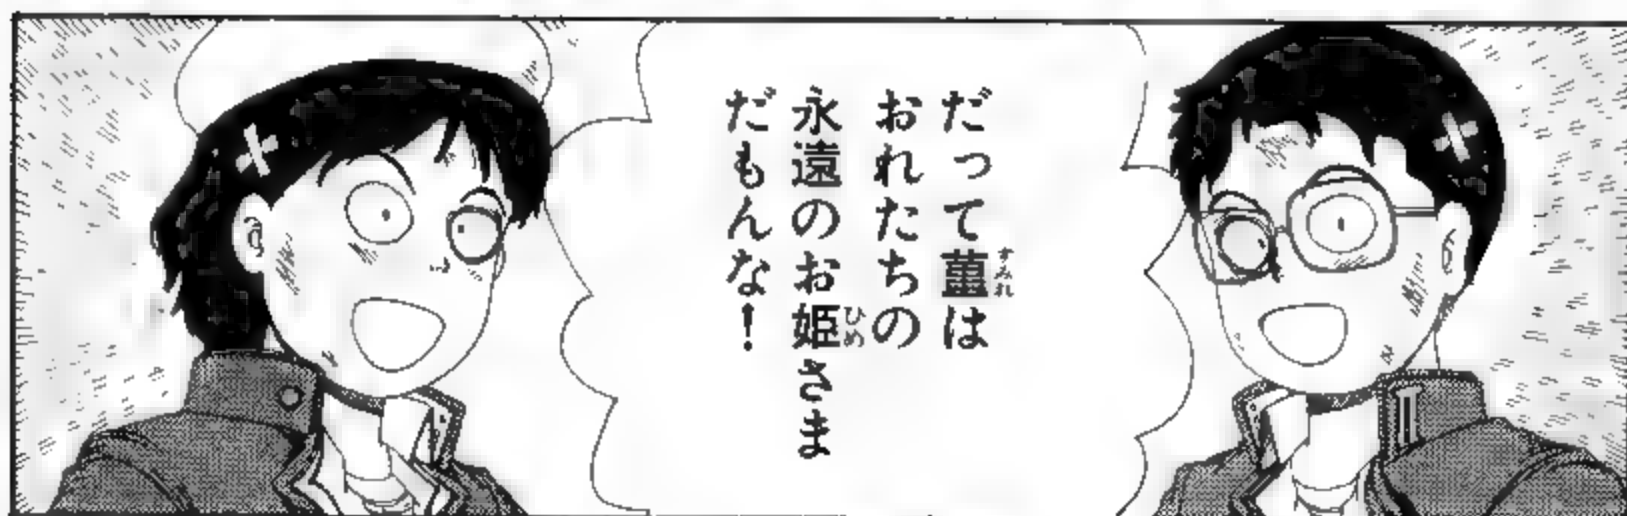 だって菫は
おれたちの
永遠のお姫さま
だもんな！